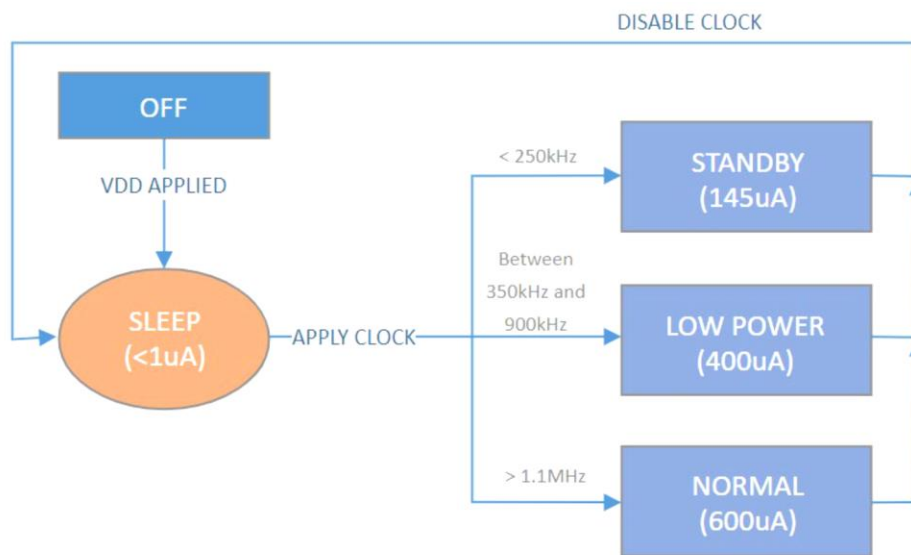 DISABLE CLOCK
OFF
VDD APPLIED
< 250kHz
STANDBY
(145uA)
Between
350kHz and
900kHz
SLEEP
(<1uA)
APPLY CLOCK
LOW POWER
(400uA)
> 1.1MHz
NORMAL
(600uA)